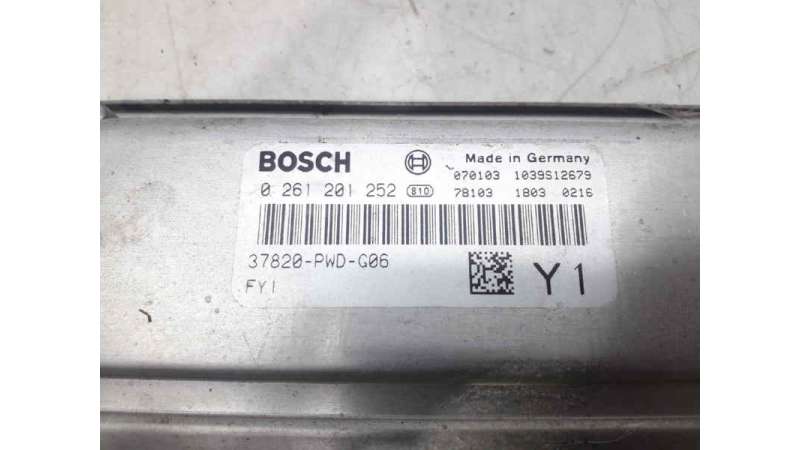 BOSCH Made in Germany
070103 1039S12679
0 261 201 252 810 78103 1803 0216
37820-PWD-G06
FY1 Y1